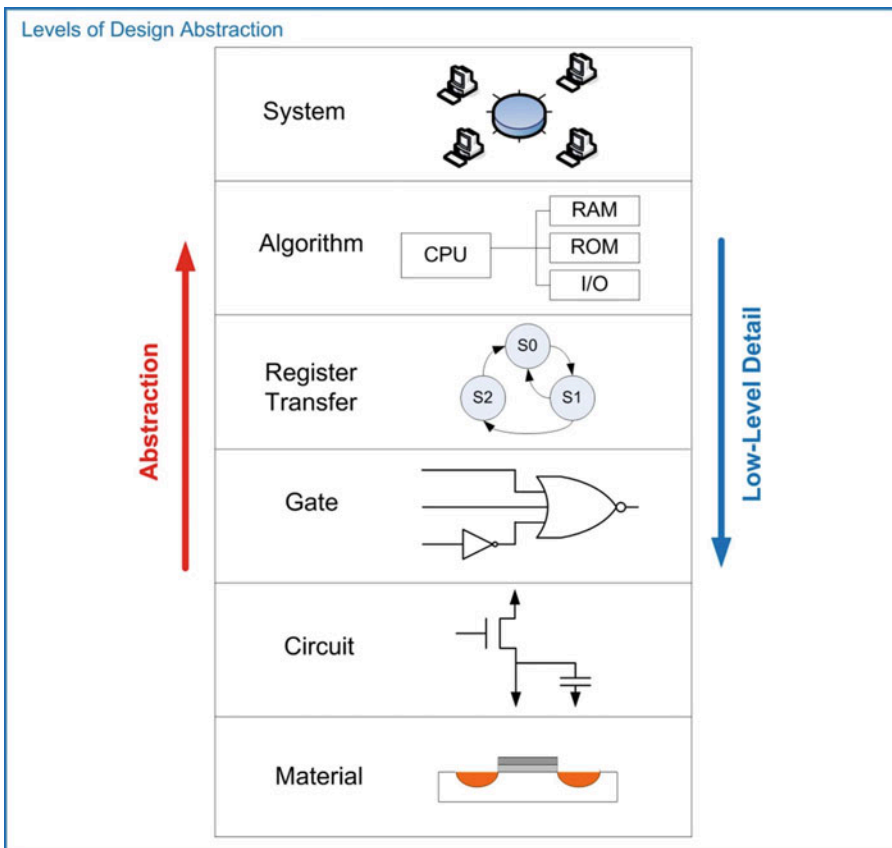 Levels of Design Abstraction
System
Algorithm
CPU
RAM
ROM
I/O
Register
Transfer
S0
S2
S1
Gate
Circuit
Material
Abstraction
Low-Level Detail